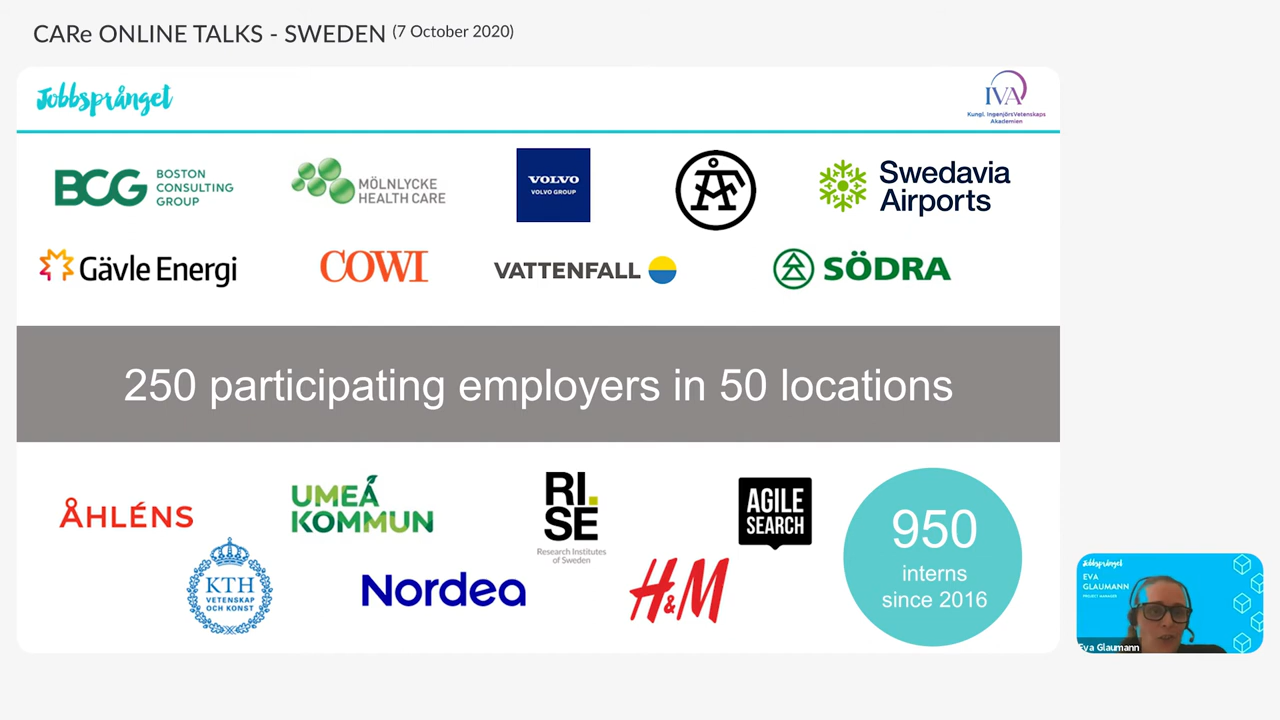 CARe ONLINE TALKS - SWEDEN (7 October 2020)
Jobbsprånget
IVA
Kungl. IngenjörsVetenskaps
Akademien
BCG
BOSTON
CONSULTING
GROUP
MÖLNLYCKE
HEALTH CARE
VOLVO
VOLVO GROUP
ÅF
Swedavia
Airports
Gävle Energi
COWI
VATTENFALL
SÖDRA
250 participating employers in 50 locations
ÅHLÉNS
UMEÅ
KOMMUN
RI.
SE
Research Institutes
of Sweden
AGILE
SEARCH
950
interns
since 2016
KTH
VETENSKAP
OCH KONST
Nordea
H&M
Jobbsprånget
EVA
GLAUMANN
PROJECT MANAGER
Eva Glaumann